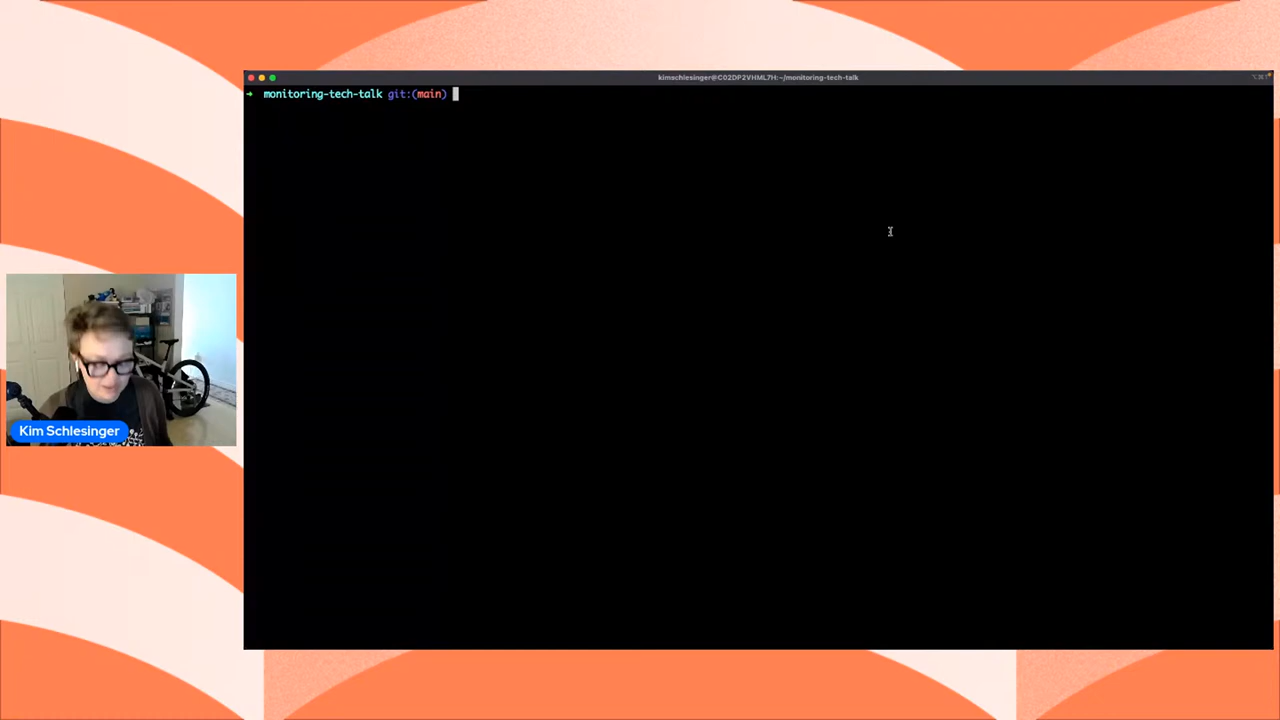 kimschlesinger@C02DP2VHML7H:~/monitoring-tech-talk
➜ monitoring-tech-talk git:(main)
Kim Schlesinger